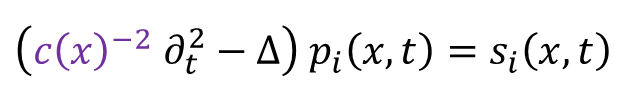 (c(x)⁻² ∂ₜ² − Δ) pᵢ(x, t) = sᵢ(x, t)